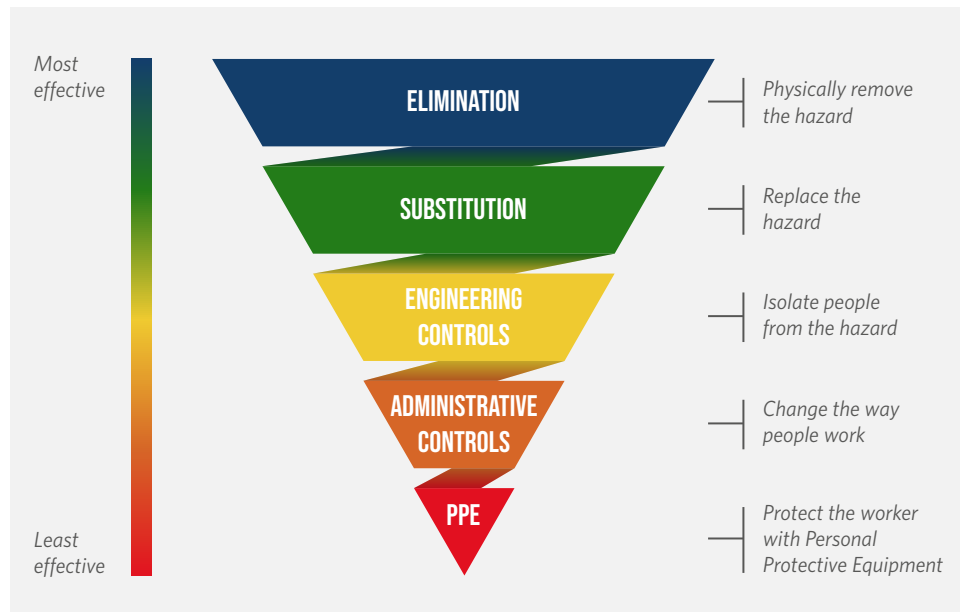 Most
effective
ELIMINATION
Physically remove
the hazard
SUBSTITUTION
Replace the
hazard
ENGINEERING
CONTROLS
Isolate people
from the hazard
ADMINISTRATIVE
CONTROLS
Change the way
people work
PPE
Protect the worker
with Personal
Protective Equipment
Least
effective